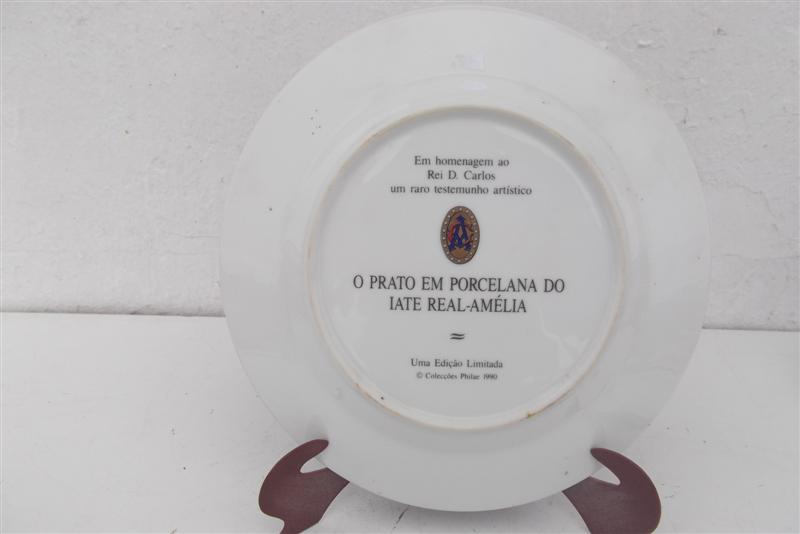 Em homenagem ao
Rei D. Carlos
um raro testemunho artístico
O PRATO EM PORCELANA DO
IATE REAL-AMÉLIA
Uma Edição Limitada
© Colecções Philae 1990